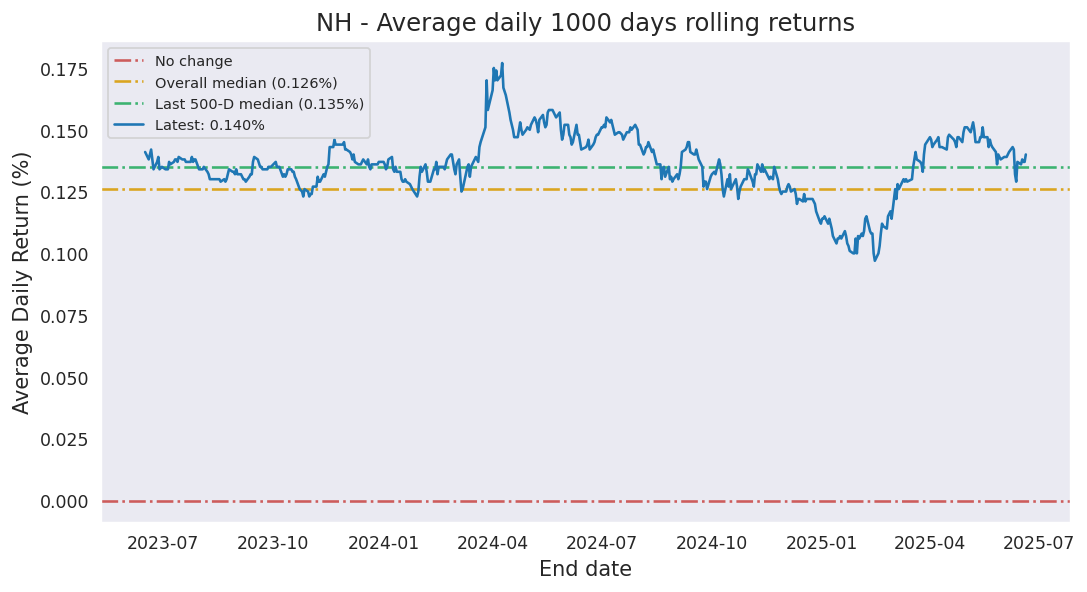 NH - Average daily 1000 days rolling returns
No change
Overall median (0.126%)
Last 500-D median (0.135%)
Latest: 0.140%
Average Daily Return (%)
0.175
0.150
0.125
0.100
0.075
0.050
0.025
0.000
2023-07 2023-10 2024-01 2024-04 2024-07 2024-10 2025-01 2025-04 2025-07
End date